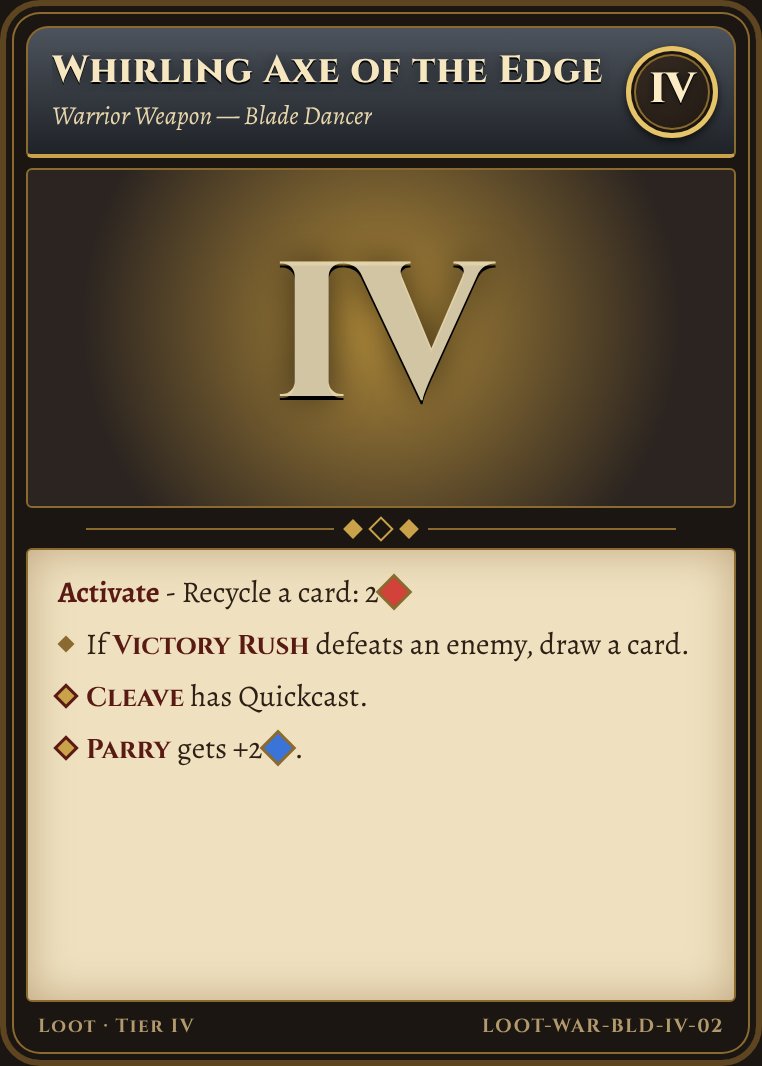 Whirling Axe of the Edge
IV
Warrior Weapon — Blade Dancer
IV
Activate - Recycle a card: 2
If Victory Rush defeats an enemy, draw a card.
Cleave has Quickcast.
Parry gets +2.
Loot · Tier IV
LOOT-WAR-BLD-IV-02